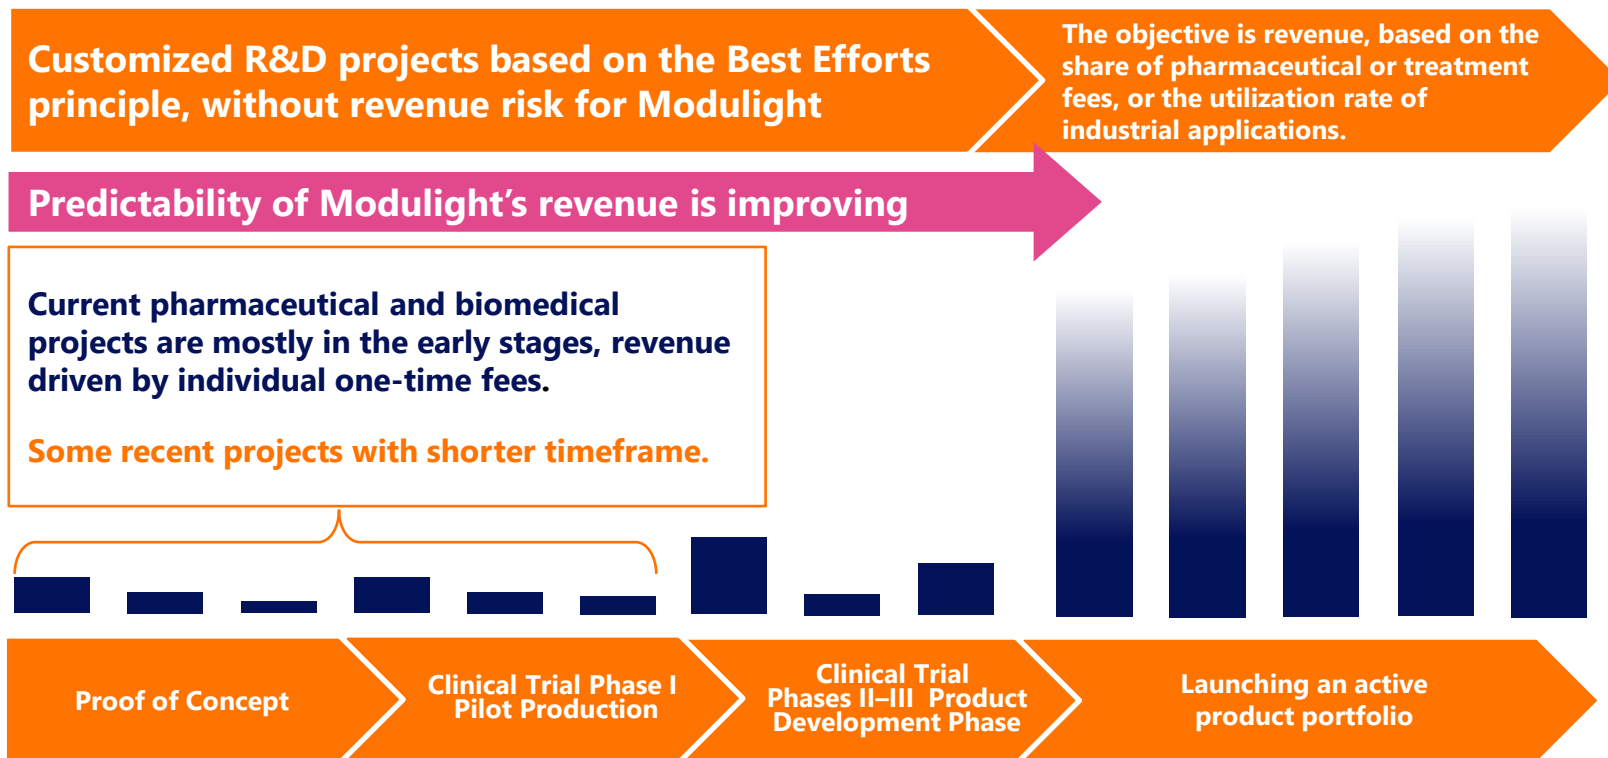 Customized R&D projects based on the Best Efforts
principle, without revenue risk for Modulight
The objective is revenue, based on the
share of pharmaceutical or treatment
fees, or the utilization rate of
industrial applications.
Predictability of Modulight’s revenue is improving
Current pharmaceutical and biomedical
projects are mostly in the early stages, revenue
driven by individual one-time fees.
Some recent projects with shorter timeframe.
Proof of Concept
Clinical Trial Phase I
Pilot Production
Clinical Trial
Phases II–III Product
Development Phase
Launching an active
product portfolio